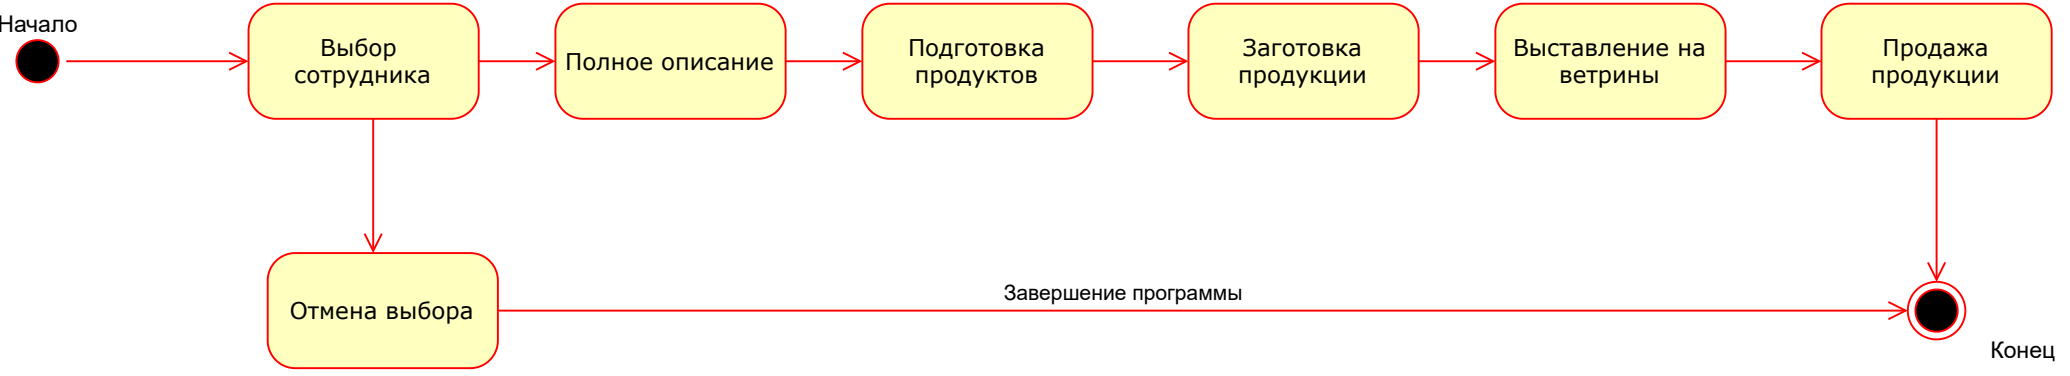 Начало
Выбор
сотрудника
Полное описание
Подготовка
продуктов
Заготовка
продукции
Выставление на
ветрины
Продажа
продукции
Отмена выбора
Завершение программы
Конец